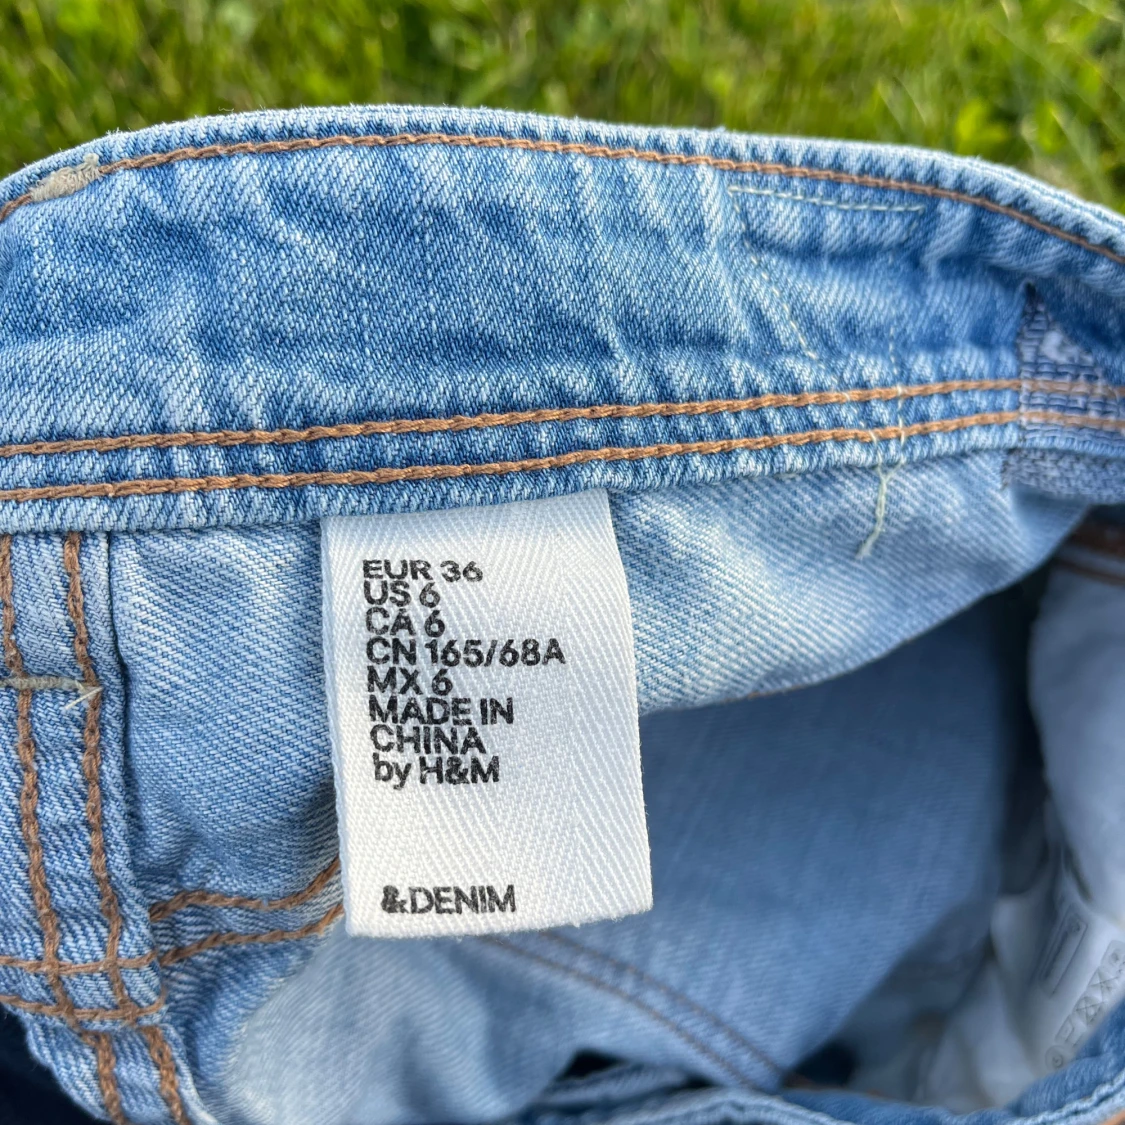 EUR 36
US 6
CA 6
CN 165/68A
MX 6
MADE IN
CHINA
by H&M
&DENIM